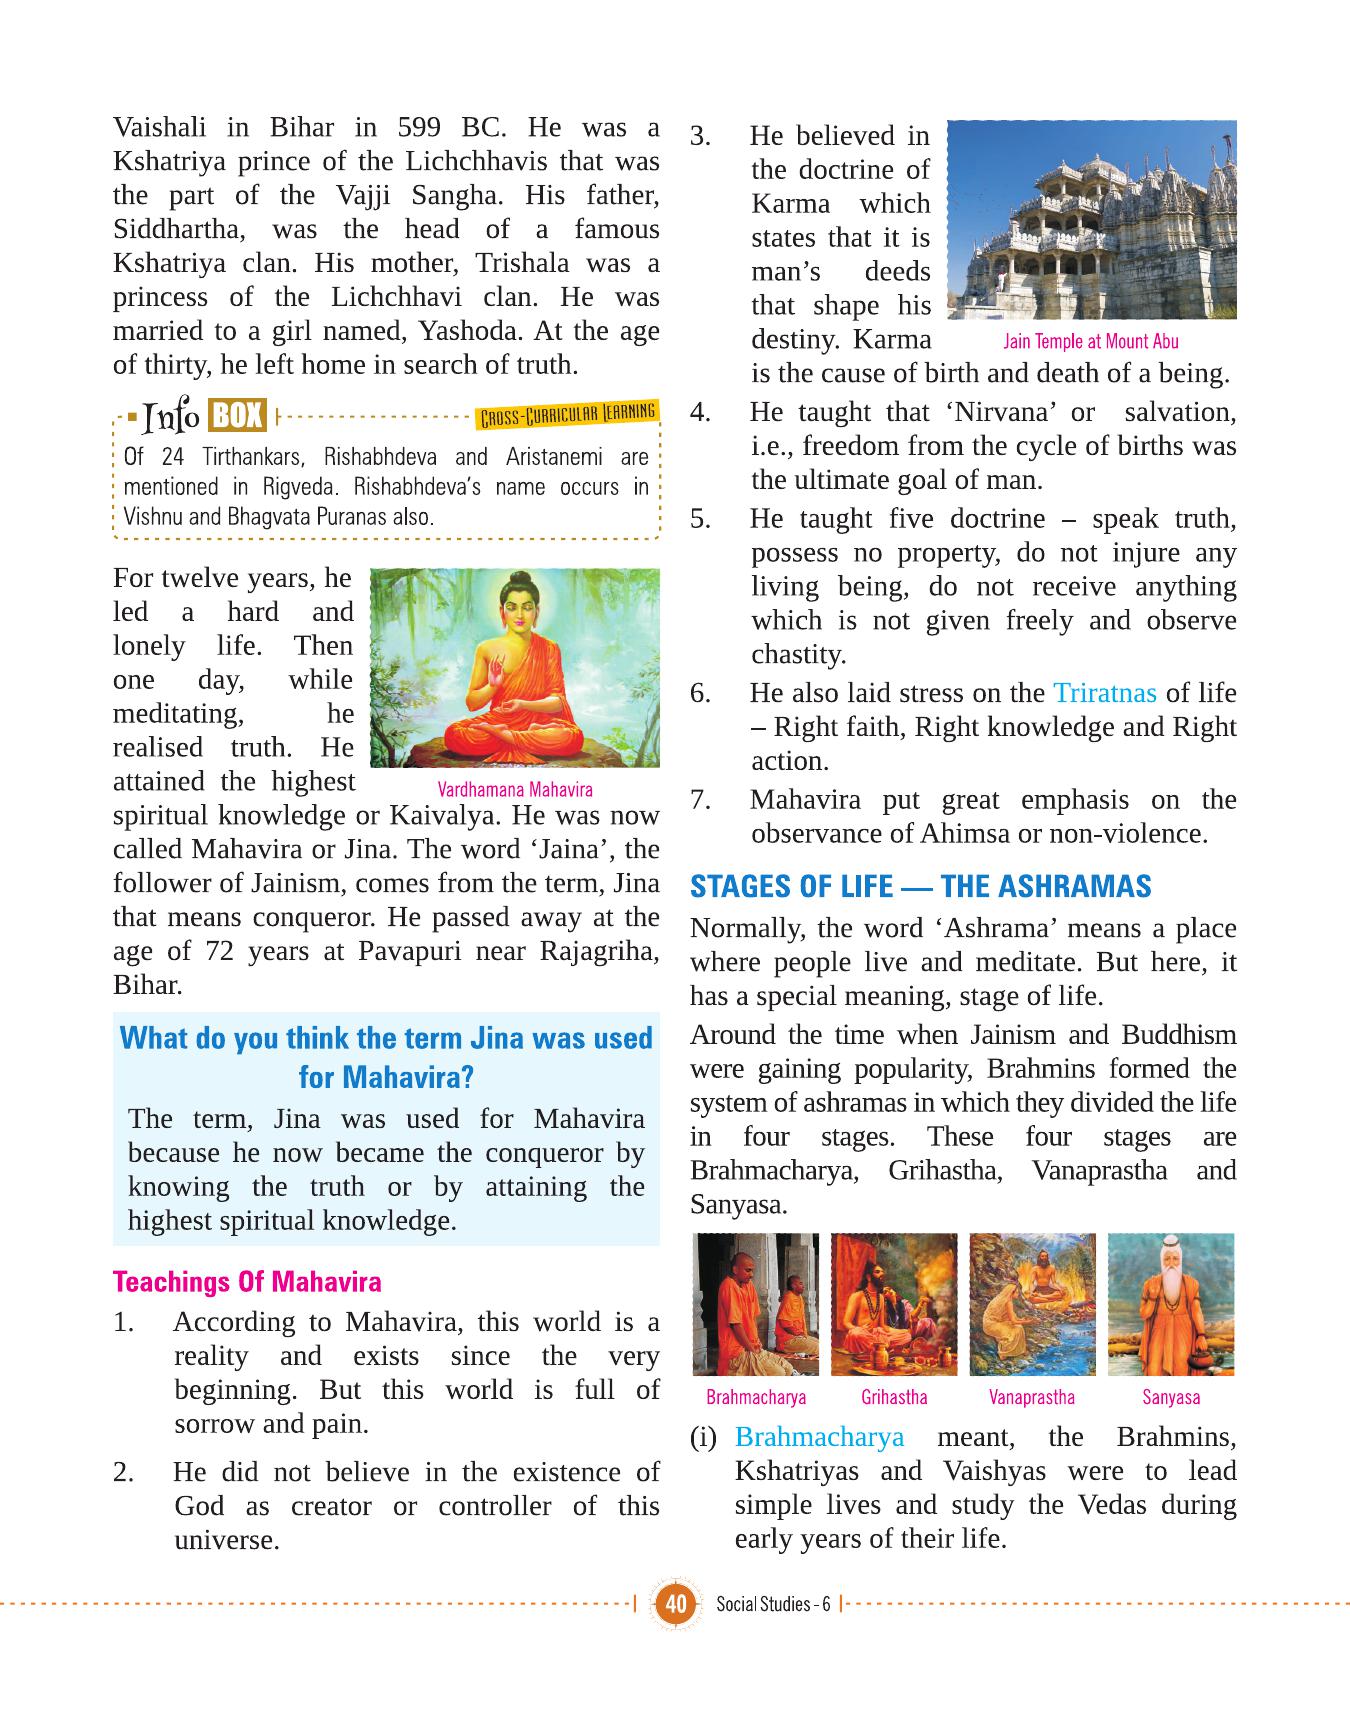 Vaishali in Bihar in 599 BC. He was a
Kshatriya prince of the Lichchhavis that was
the part of the Vajji Sangha. His father,
Siddhartha, was the head of a famous
Kshatriya clan. His mother, Trishala was a
princess of the Lichchhavi clan. He was
married to a girl named, Yashoda. At the age
of thirty, he left home in search of truth.
Info BOX
Cross-Curricular Learning
Of 24 Tirthankars, Rishabhdeva and Aristanemi are
mentioned in Rigveda. Rishabhdeva's name occurs in
Vishnu and Bhagvata Puranas also.
For twelve years, he
led a hard and
lonely life. Then
one day, while
meditating, he
realised truth. He
attained the highest
Vardhamana Mahavira
spiritual knowledge or Kaivalya. He was now
called Mahavira or Jina. The word ‘Jaina’, the
follower of Jainism, comes from the term, Jina
that means conqueror. He passed away at the
age of 72 years at Pavapuri near Rajagriha,
Bihar.
What do you think the term Jina was used
for Mahavira?
The term, Jina was used for Mahavira
because he now became the conqueror by
knowing the truth or by attaining the
highest spiritual knowledge.
Teachings Of Mahavira
1. According to Mahavira, this world is a
reality and exists since the very
beginning. But this world is full of
sorrow and pain.
2. He did not believe in the existence of
God as creator or controller of this
universe.
3. He believed in
the doctrine of
Karma which
states that it is
man’s deeds
that shape his
destiny. Karma
Jain Temple at Mount Abu
is the cause of birth and death of a being.
4. He taught that ‘Nirvana’ or salvation,
i.e., freedom from the cycle of births was
the ultimate goal of man.
5. He taught five doctrine – speak truth,
possess no property, do not injure any
living being, do not receive anything
which is not given freely and observe
chastity.
6. He also laid stress on the Triratnas of life
– Right faith, Right knowledge and Right
action.
7. Mahavira put great emphasis on the
observance of Ahimsa or non-violence.
STAGES OF LIFE — THE ASHRAMAS
Normally, the word ‘Ashrama’ means a place
where people live and meditate. But here, it
has a special meaning, stage of life.
Around the time when Jainism and Buddhism
were gaining popularity, Brahmins formed the
system of ashramas in which they divided the life
in four stages. These four stages are
Brahmacharya, Grihastha, Vanaprastha and
Sanyasa.
Brahmacharya Grihastha Vanaprastha Sanyasa
(i) Brahmacharya meant, the Brahmins,
Kshatriyas and Vaishyas were to lead
simple lives and study the Vedas during
early years of their life.
40 Social Studies - 6